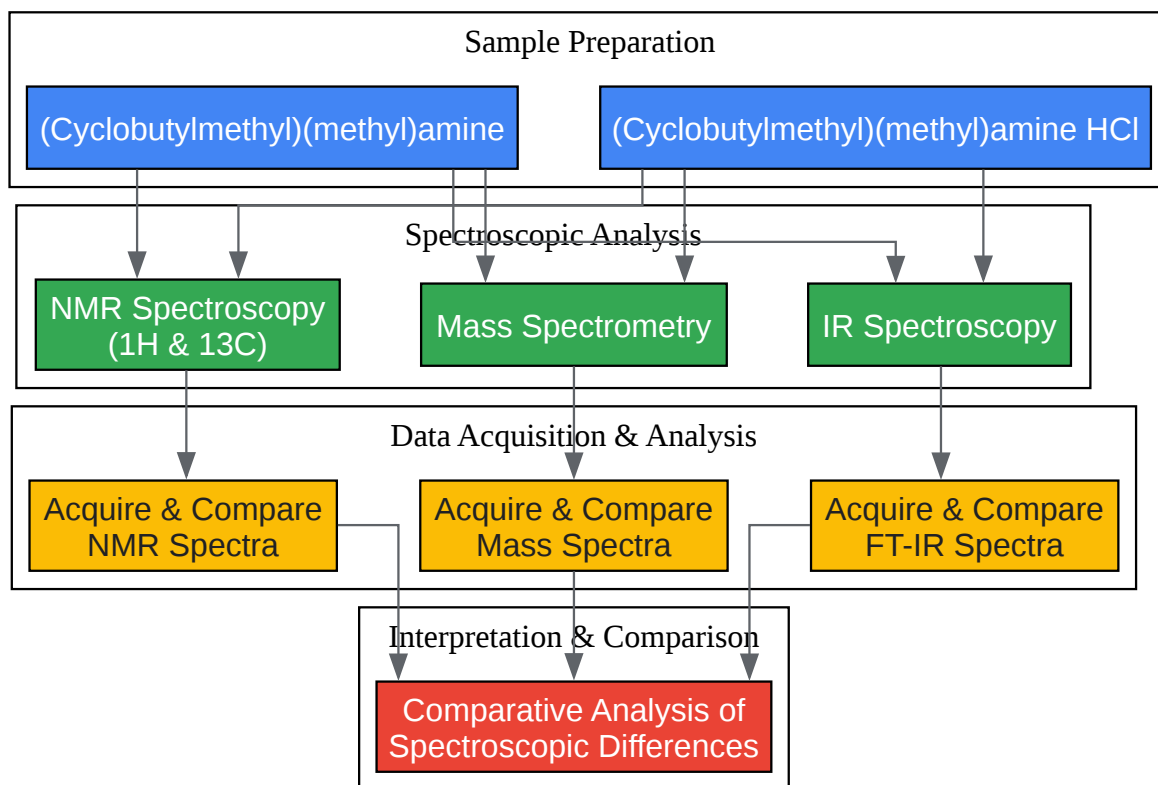 Sample Preparation
(Cyclobutylmethyl)(methyl)amine
(Cyclobutylmethyl)(methyl)amine HCl
Spectroscopic Analysis
NMR Spectroscopy
(1H & 13C)
Mass Spectrometry
IR Spectroscopy
Data Acquisition & Analysis
Acquire & Compare
NMR Spectra
Acquire & Compare
Mass Spectra
Acquire & Compare
FT-IR Spectra
Interpretation & Comparison
Comparative Analysis of
Spectroscopic Differences